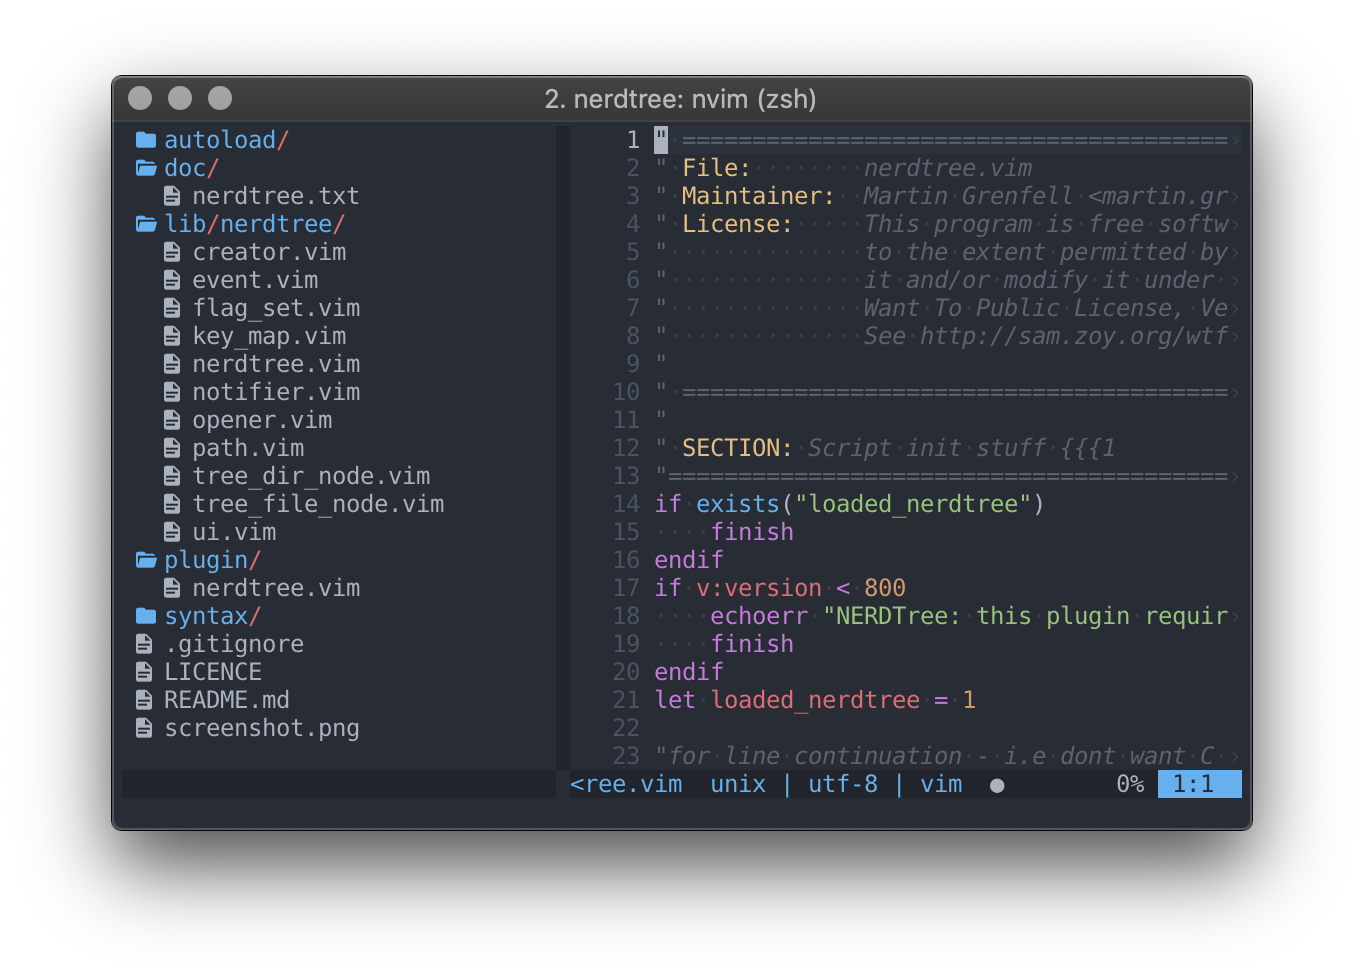 2. nerdtree: nvim (zsh)
autoload/
doc/
nerdtree.txt
lib/nerdtree/
creator.vim
event.vim
flag_set.vim
key_map.vim
nerdtree.vim
notifier.vim
opener.vim
path.vim
tree_dir_node.vim
tree_file_node.vim
ui.vim
plugin/
nerdtree.vim
syntax/
.gitignore
LICENCE
README.md
screenshot.png
1 " =======================================›
2 " File:········nerdtree.vim
3 " Maintainer:··Martin Grenfell <martin.gr›
4 " License:·····This·program·is·free·softw›
5 "··············to·the·extent·permitted·by›
6 "··············it·and/or·modify·it·under·›
7 "··············Want·To·Public·License,·Ve›
8 "··············See·http://sam.zoy.org/wtf›
9 "
10 " =======================================›
11 "
12 " SECTION:·Script·init·stuff·{{{1
13 "========================================›
14 if·exists("loaded_nerdtree")
15 ····finish
16 endif
17 if·v:version·<·800
18 ····echoerr·"NERDTree:·this·plugin·requir›
19 ····finish
20 endif
21 let·loaded_nerdtree·=·1
22
23 "for·line·continuation·-·i.e·dont·want·C·›
<ree.vim unix | utf-8 | vim ● 0% 1:1